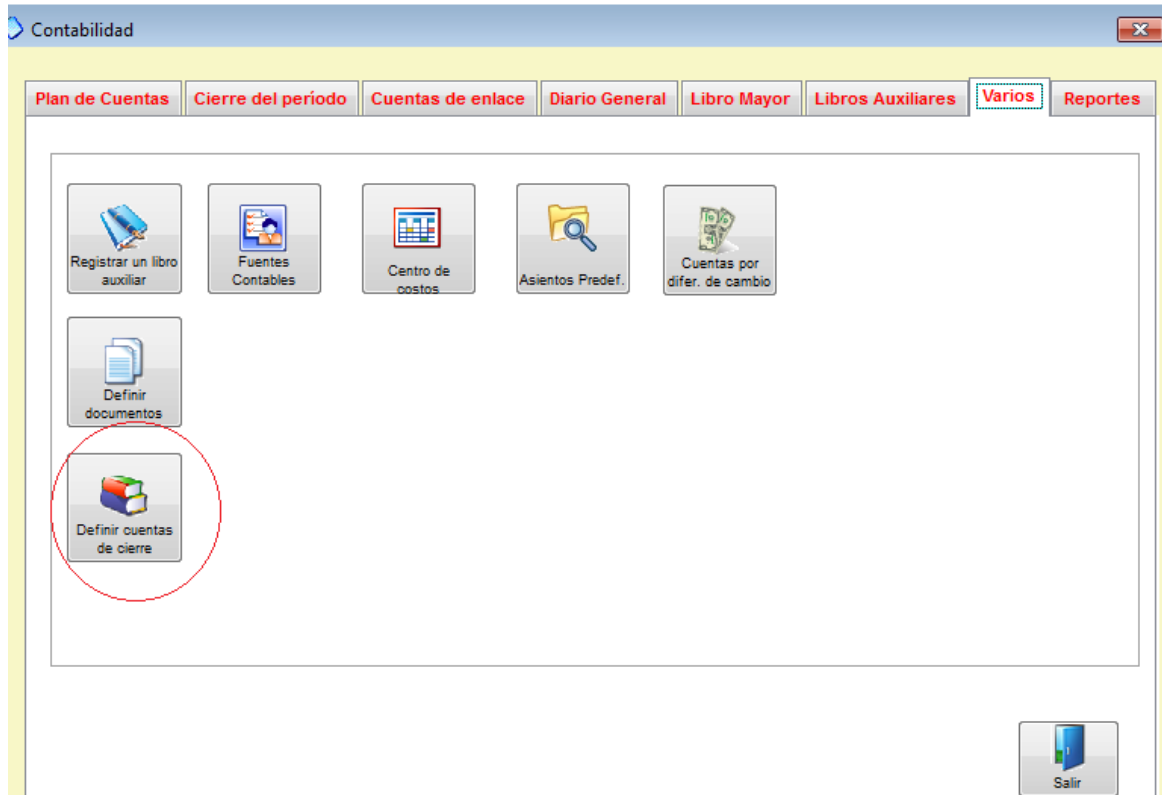 Contabilidad
Plan de Cuentas Cierre del período Cuentas de enlace Diario General Libro Mayor Libros Auxiliares Varios Reportes
Registrar un libro
auxiliar
Fuentes
Contables
Centro de
costos
Asientos Predef.
Cuentas por
difer. de cambio
Definir
documentos
Definir cuentas
de cierre
Salir